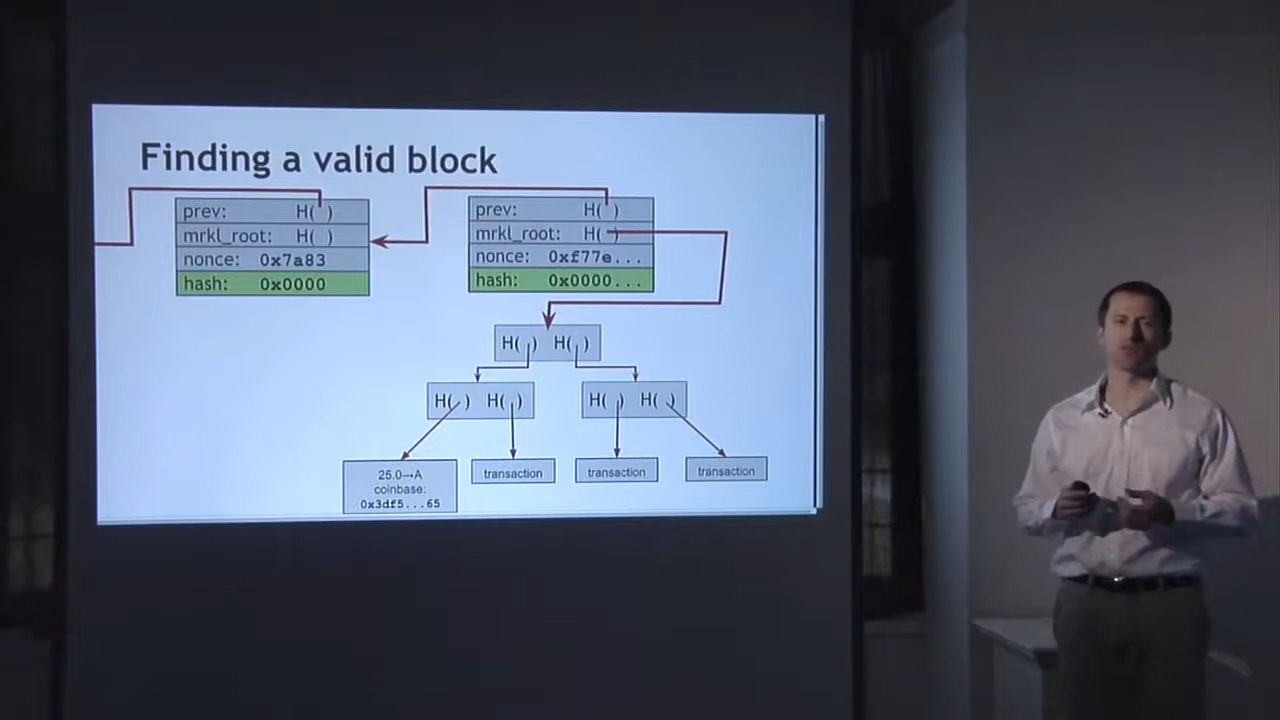 Finding a valid block
prev: H( )
mrkl_root: H( )
nonce: 0x7a83
hash: 0x0000
prev: H( )
mrkl_root: H( )
nonce: 0xf77e...
hash: 0x0000...
H( ) H( )
H( ) H( )
H( ) H( )
25.0→A
coinbase:
0x3df5...65
transaction
transaction
transaction